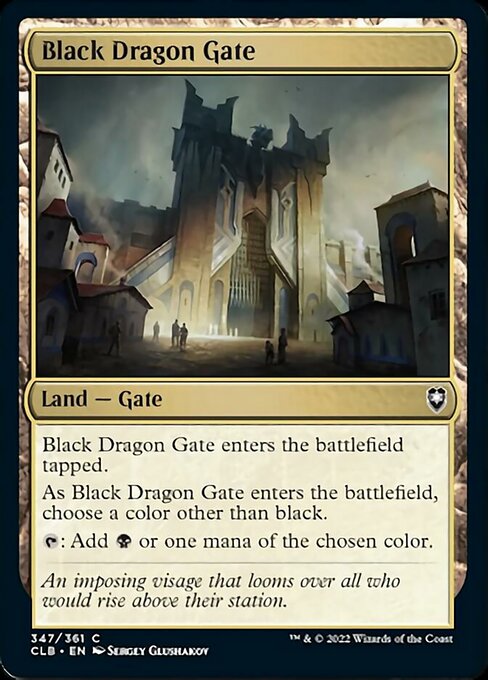 Black Dragon Gate
Land — Gate
Black Dragon Gate enters the battlefield
tapped.
As Black Dragon Gate enters the battlefield,
choose a color other than black.
: Add or one mana of the chosen color.
An imposing visage that looms over all who
would rise above their station.
347/361 C
CLB • EN Sergey Glushakov
™ & © 2022 Wizards of the Coast